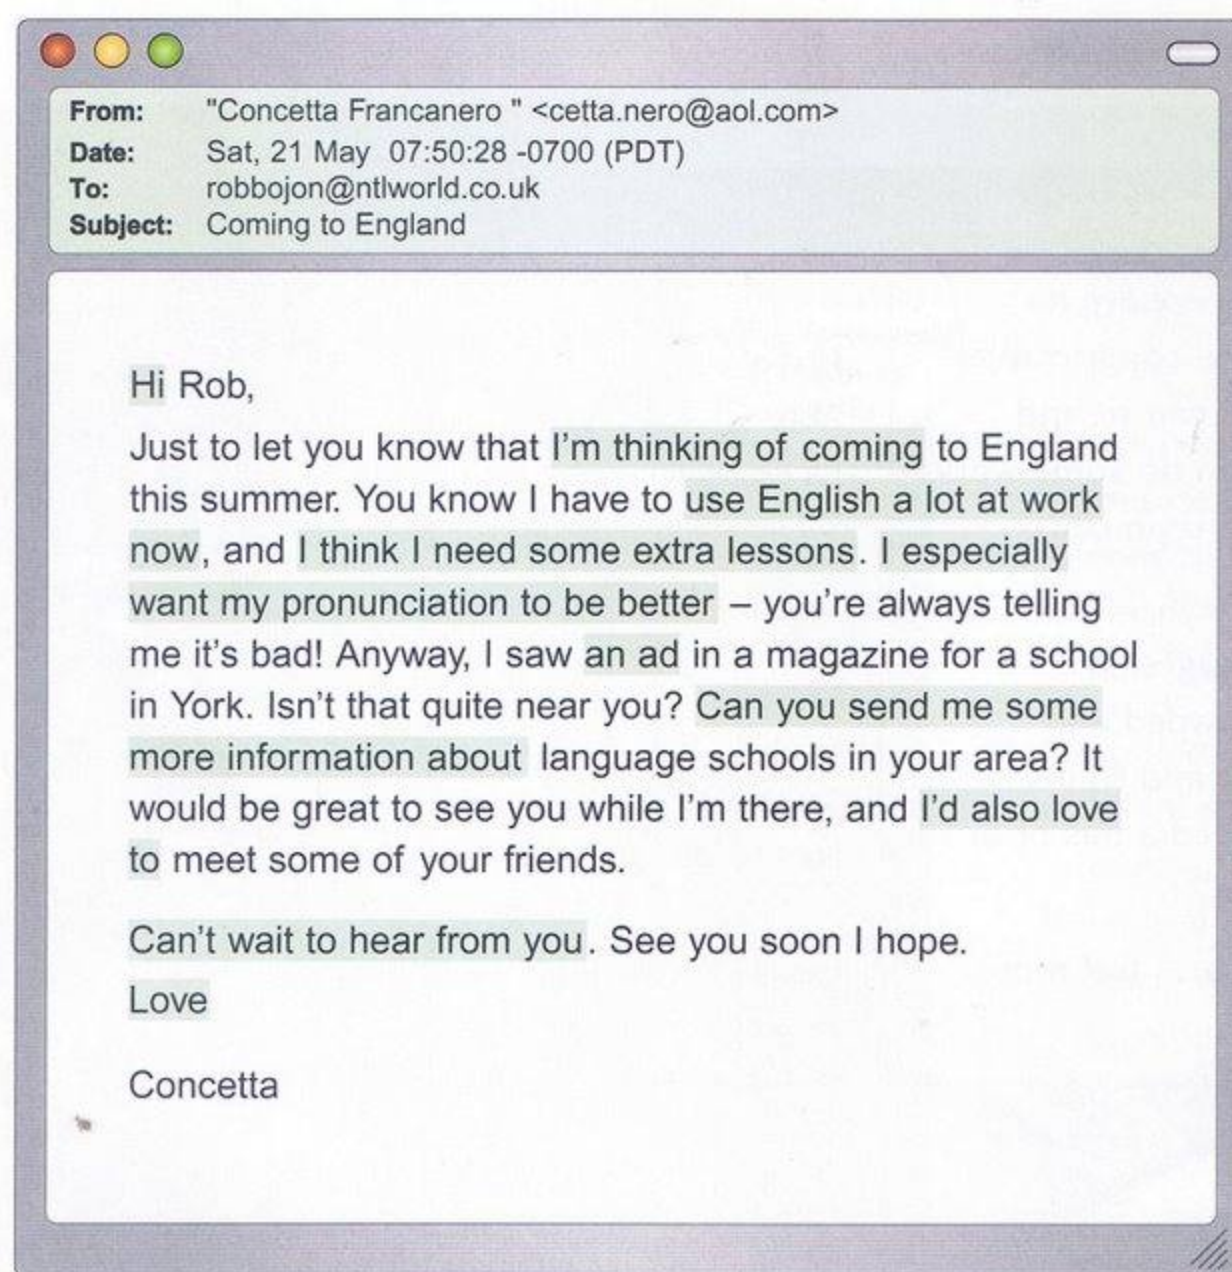 From: "Concetta Francanero " <cetta.nero@aol.com>
Date: Sat, 21 May 07:50:28 -0700 (PDT)
To: robbojon@ntlworld.co.uk
Subject: Coming to England
Hi Rob,
Just to let you know that I'm thinking of coming to England
this summer. You know I have to use English a lot at work
now, and I think I need some extra lessons. I especially
want my pronunciation to be better – you're always telling
me it's bad! Anyway, I saw an ad in a magazine for a school
in York. Isn't that quite near you? Can you send me some
more information about language schools in your area? It
would be great to see you while I'm there, and I'd also love
to meet some of your friends.
Can't wait to hear from you. See you soon I hope.
Love
Concetta